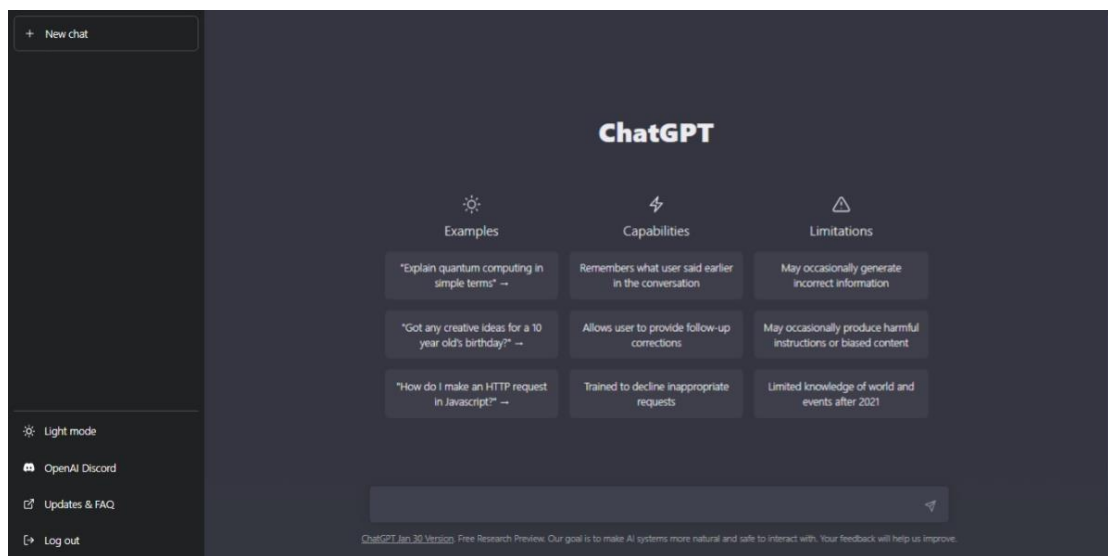 + New chat
ChatGPT
Examples
"Explain quantum computing in
simple terms" →
"Got any creative ideas for a 10
year old's birthday?" →
"How do I make an HTTP request
in Javascript?" →
Capabilities
Remembers what user said earlier
in the conversation
Allows user to provide follow-up
corrections
Trained to decline inappropriate
requests
Limitations
May occasionally generate
incorrect information
May occasionally produce harmful
instructions or biased content
Limited knowledge of world and
events after 2021
Light mode
OpenAI Discord
Updates & FAQ
Log out
ChatGPT Jan 30 Version. Free Research Preview. Our goal is to make AI systems more natural and safe to interact with. Your feedback will help us improve.